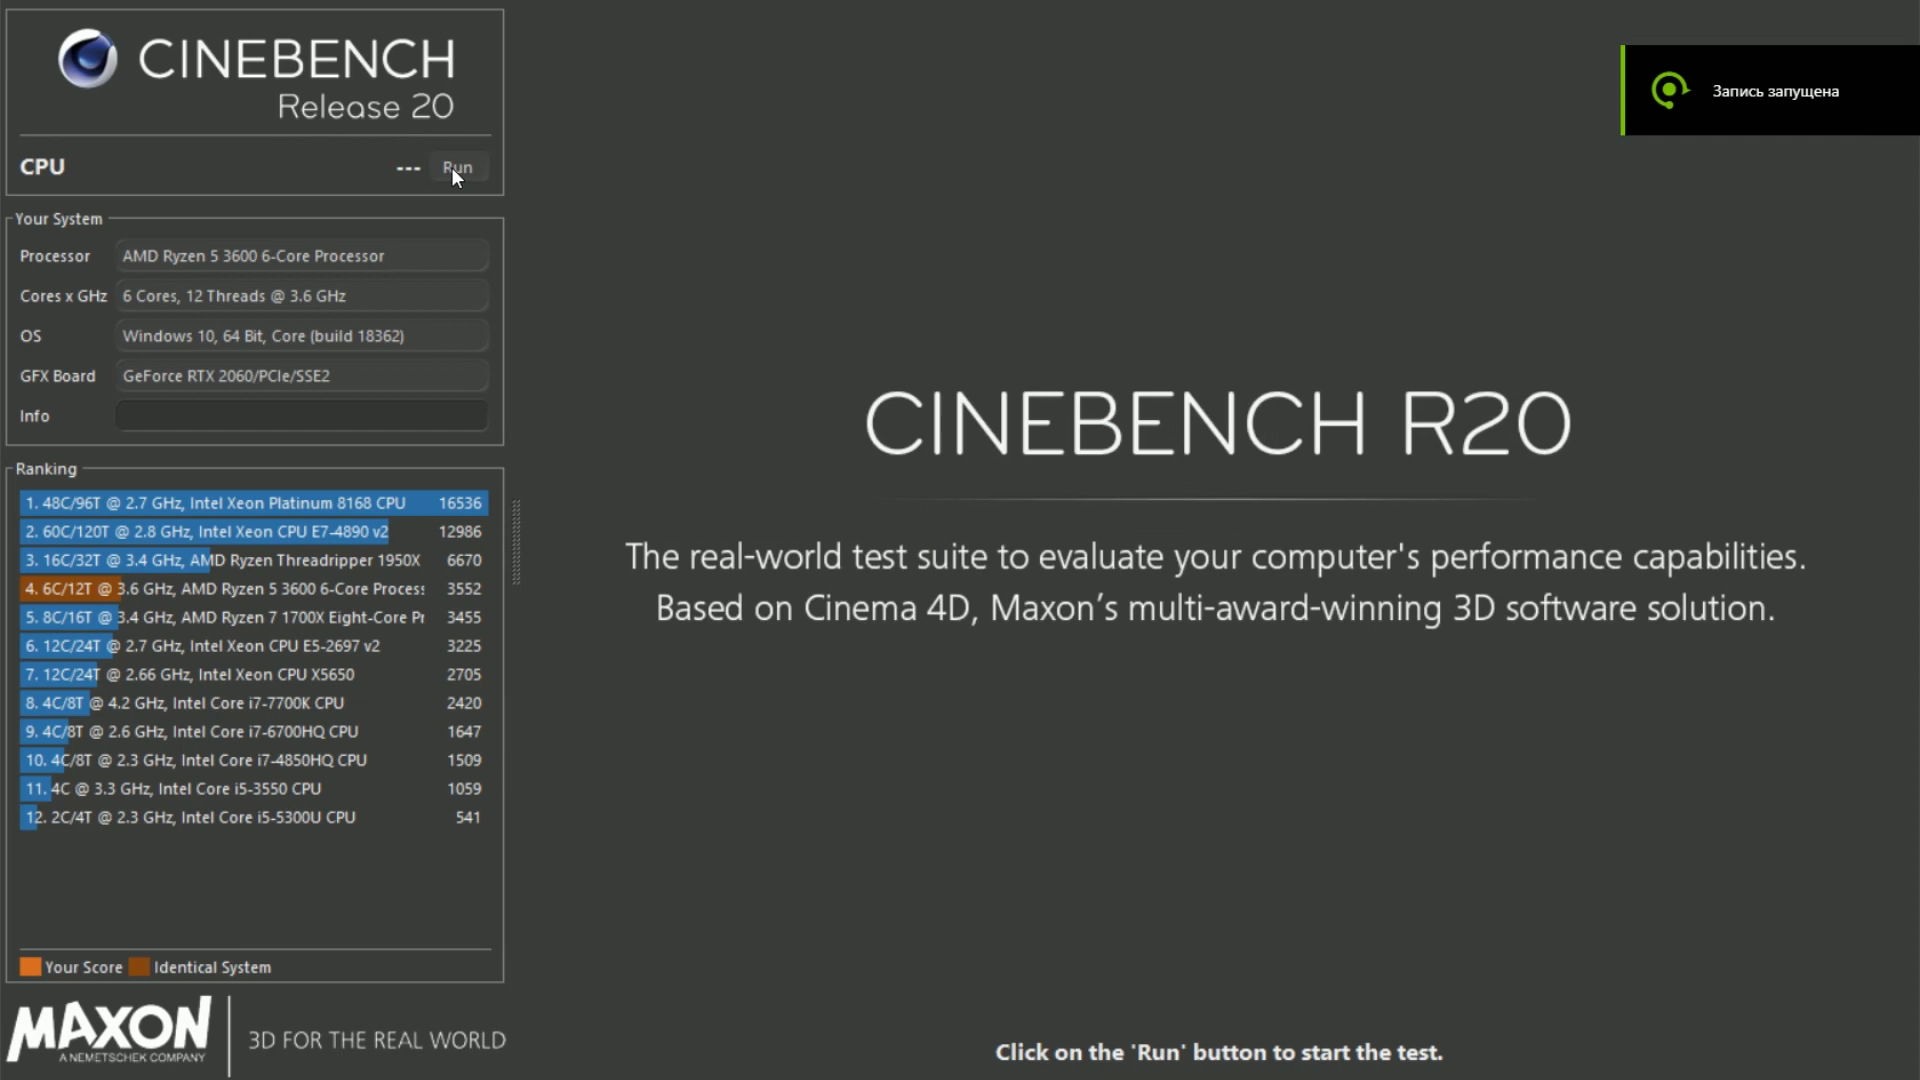 CINEBENCH
Release 20
CPU
--- Run
Your System
Processor AMD Ryzen 5 3600 6-Core Processor
Cores x GHz 6 Cores, 12 Threads @ 3.6 GHz
OS Windows 10, 64 Bit, Core (build 18362)
GFX Board GeForce RTX 2060/PCIe/SSE2
Info
Ranking
1. 48C/96T @ 2.7 GHz, Intel Xeon Platinum 8168 CPU 16536
2. 60C/120T @ 2.8 GHz, Intel Xeon CPU E7-4890 v2 12986
3. 16C/32T @ 3.4 GHz, AMD Ryzen Threadripper 1950X 6670
4. 6C/12T @ 3.6 GHz, AMD Ryzen 5 3600 6-Core Process 3552
5. 8C/16T @ 3.4 GHz, AMD Ryzen 7 1700X Eight-Core Pr 3455
6. 12C/24T @ 2.7 GHz, Intel Xeon CPU E5-2697 v2 3225
7. 12C/24T @ 2.66 GHz, Intel Xeon CPU X5650 2705
8. 4C/8T @ 4.2 GHz, Intel Core i7-7700K CPU 2420
9. 4C/8T @ 2.6 GHz, Intel Core i7-6700HQ CPU 1647
10. 4C/8T @ 2.3 GHz, Intel Core i7-4850HQ CPU 1509
11. 4C @ 3.3 GHz, Intel Core i5-3550 CPU 1059
12. 2C/4T @ 2.3 GHz, Intel Core i5-5300U CPU 541
Your Score Identical System
MAXON
A NEMETSCHEK COMPANY
3D FOR THE REAL WORLD
Запись запущена
CINEBENCH R20
The real-world test suite to evaluate your computer's performance capabilities.
Based on Cinema 4D, Maxon’s multi-award-winning 3D software solution.
Click on the 'Run' button to start the test.